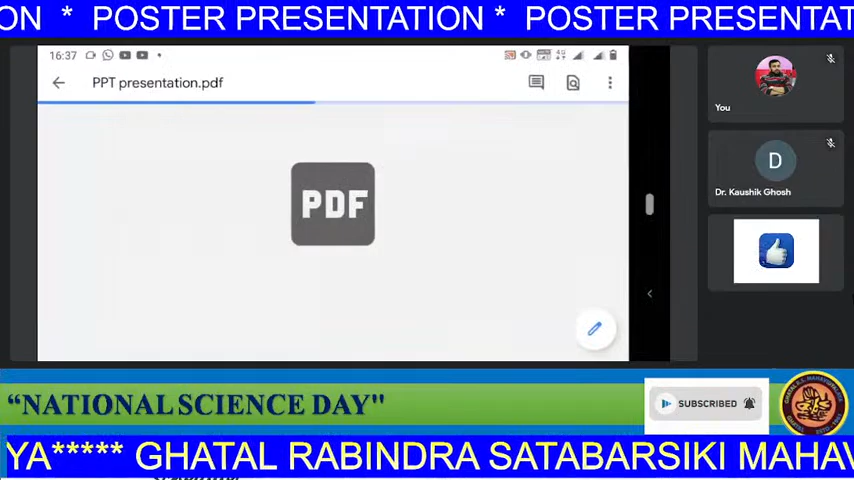 ON * POSTER PRESENTATION * POSTER PRESENTAT
16:37
PPT presentation.pdf
PDF
You
D
Dr. Kaushik Ghosh
“NATIONAL SCIENCE DAY"
SUBSCRIBED
YA***** GHATAL RABINDRA SATABARSIKI MAHAV